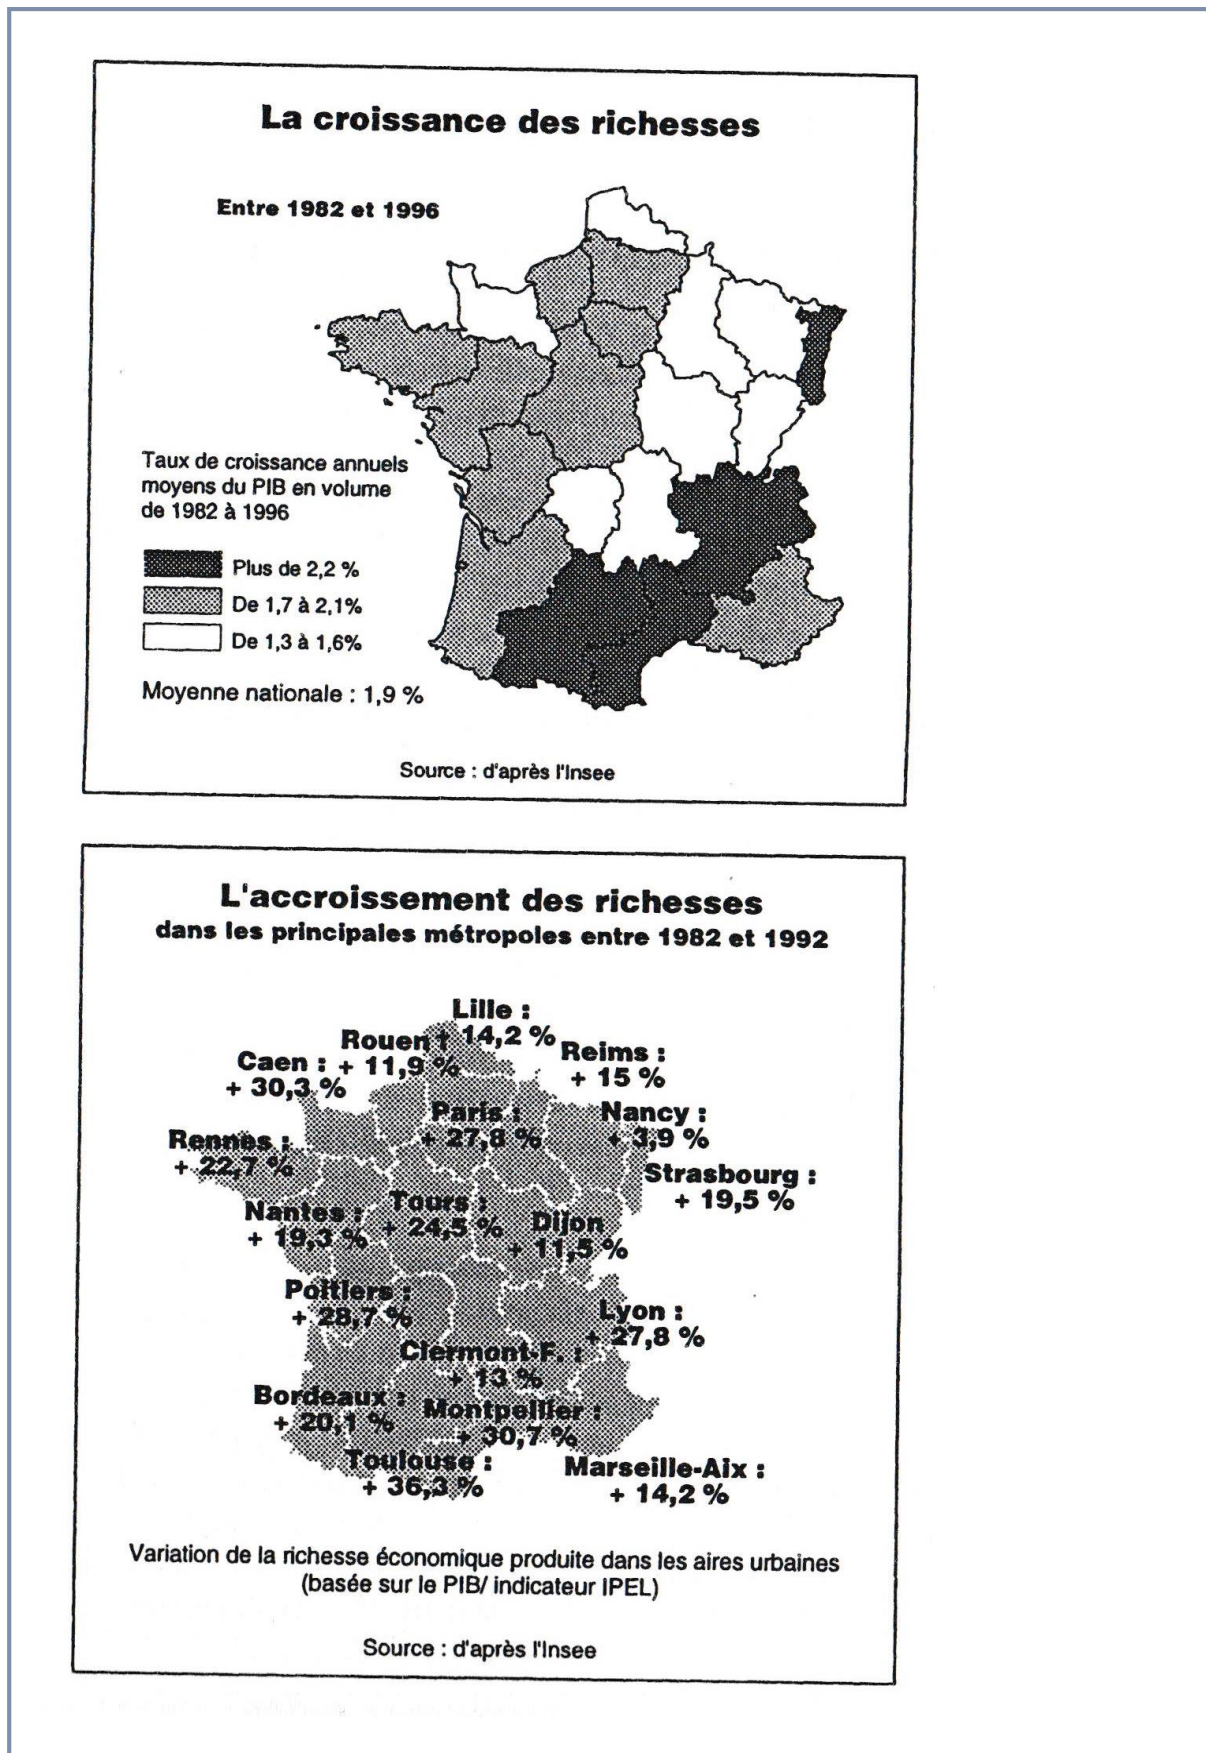 La croissance des richesses
Entre 1982 et 1996
Taux de croissance annuels
moyens du PIB en volume
de 1982 à 1996
Plus de 2,2 %
De 1,7 à 2,1%
De 1,3 à 1,6%
Moyenne nationale : 1,9 %
Source : d'après l'Insee
L'accroissement des richesses
dans les principales métropoles entre 1982 et 1992
Lille :
+ 14,2 %
Rouen :
+ 11,9 %
Caen :
+ 30,3 %
Reims :
+ 15 %
Paris :
+ 27,8 %
Nancy :
+ 3,9 %
Rennes :
+ 22,7 %
Strasbourg :
+ 19,5 %
Nantes :
+ 19,3 %
Tours :
+ 24,5 %
Dijon
+ 11,5 %
Poitiers :
+ 28,7 %
Lyon :
+ 27,8 %
Clermont-F. :
+ 13 %
Bordeaux :
+ 20,1 %
Montpellier :
+ 30,7 %
Toulouse :
+ 36,3 %
Marseille-Aix :
+ 14,2 %
Variation de la richesse économique produite dans les aires urbaines
(basée sur le PIB/ indicateur IPEL)
Source : d'après l'Insee